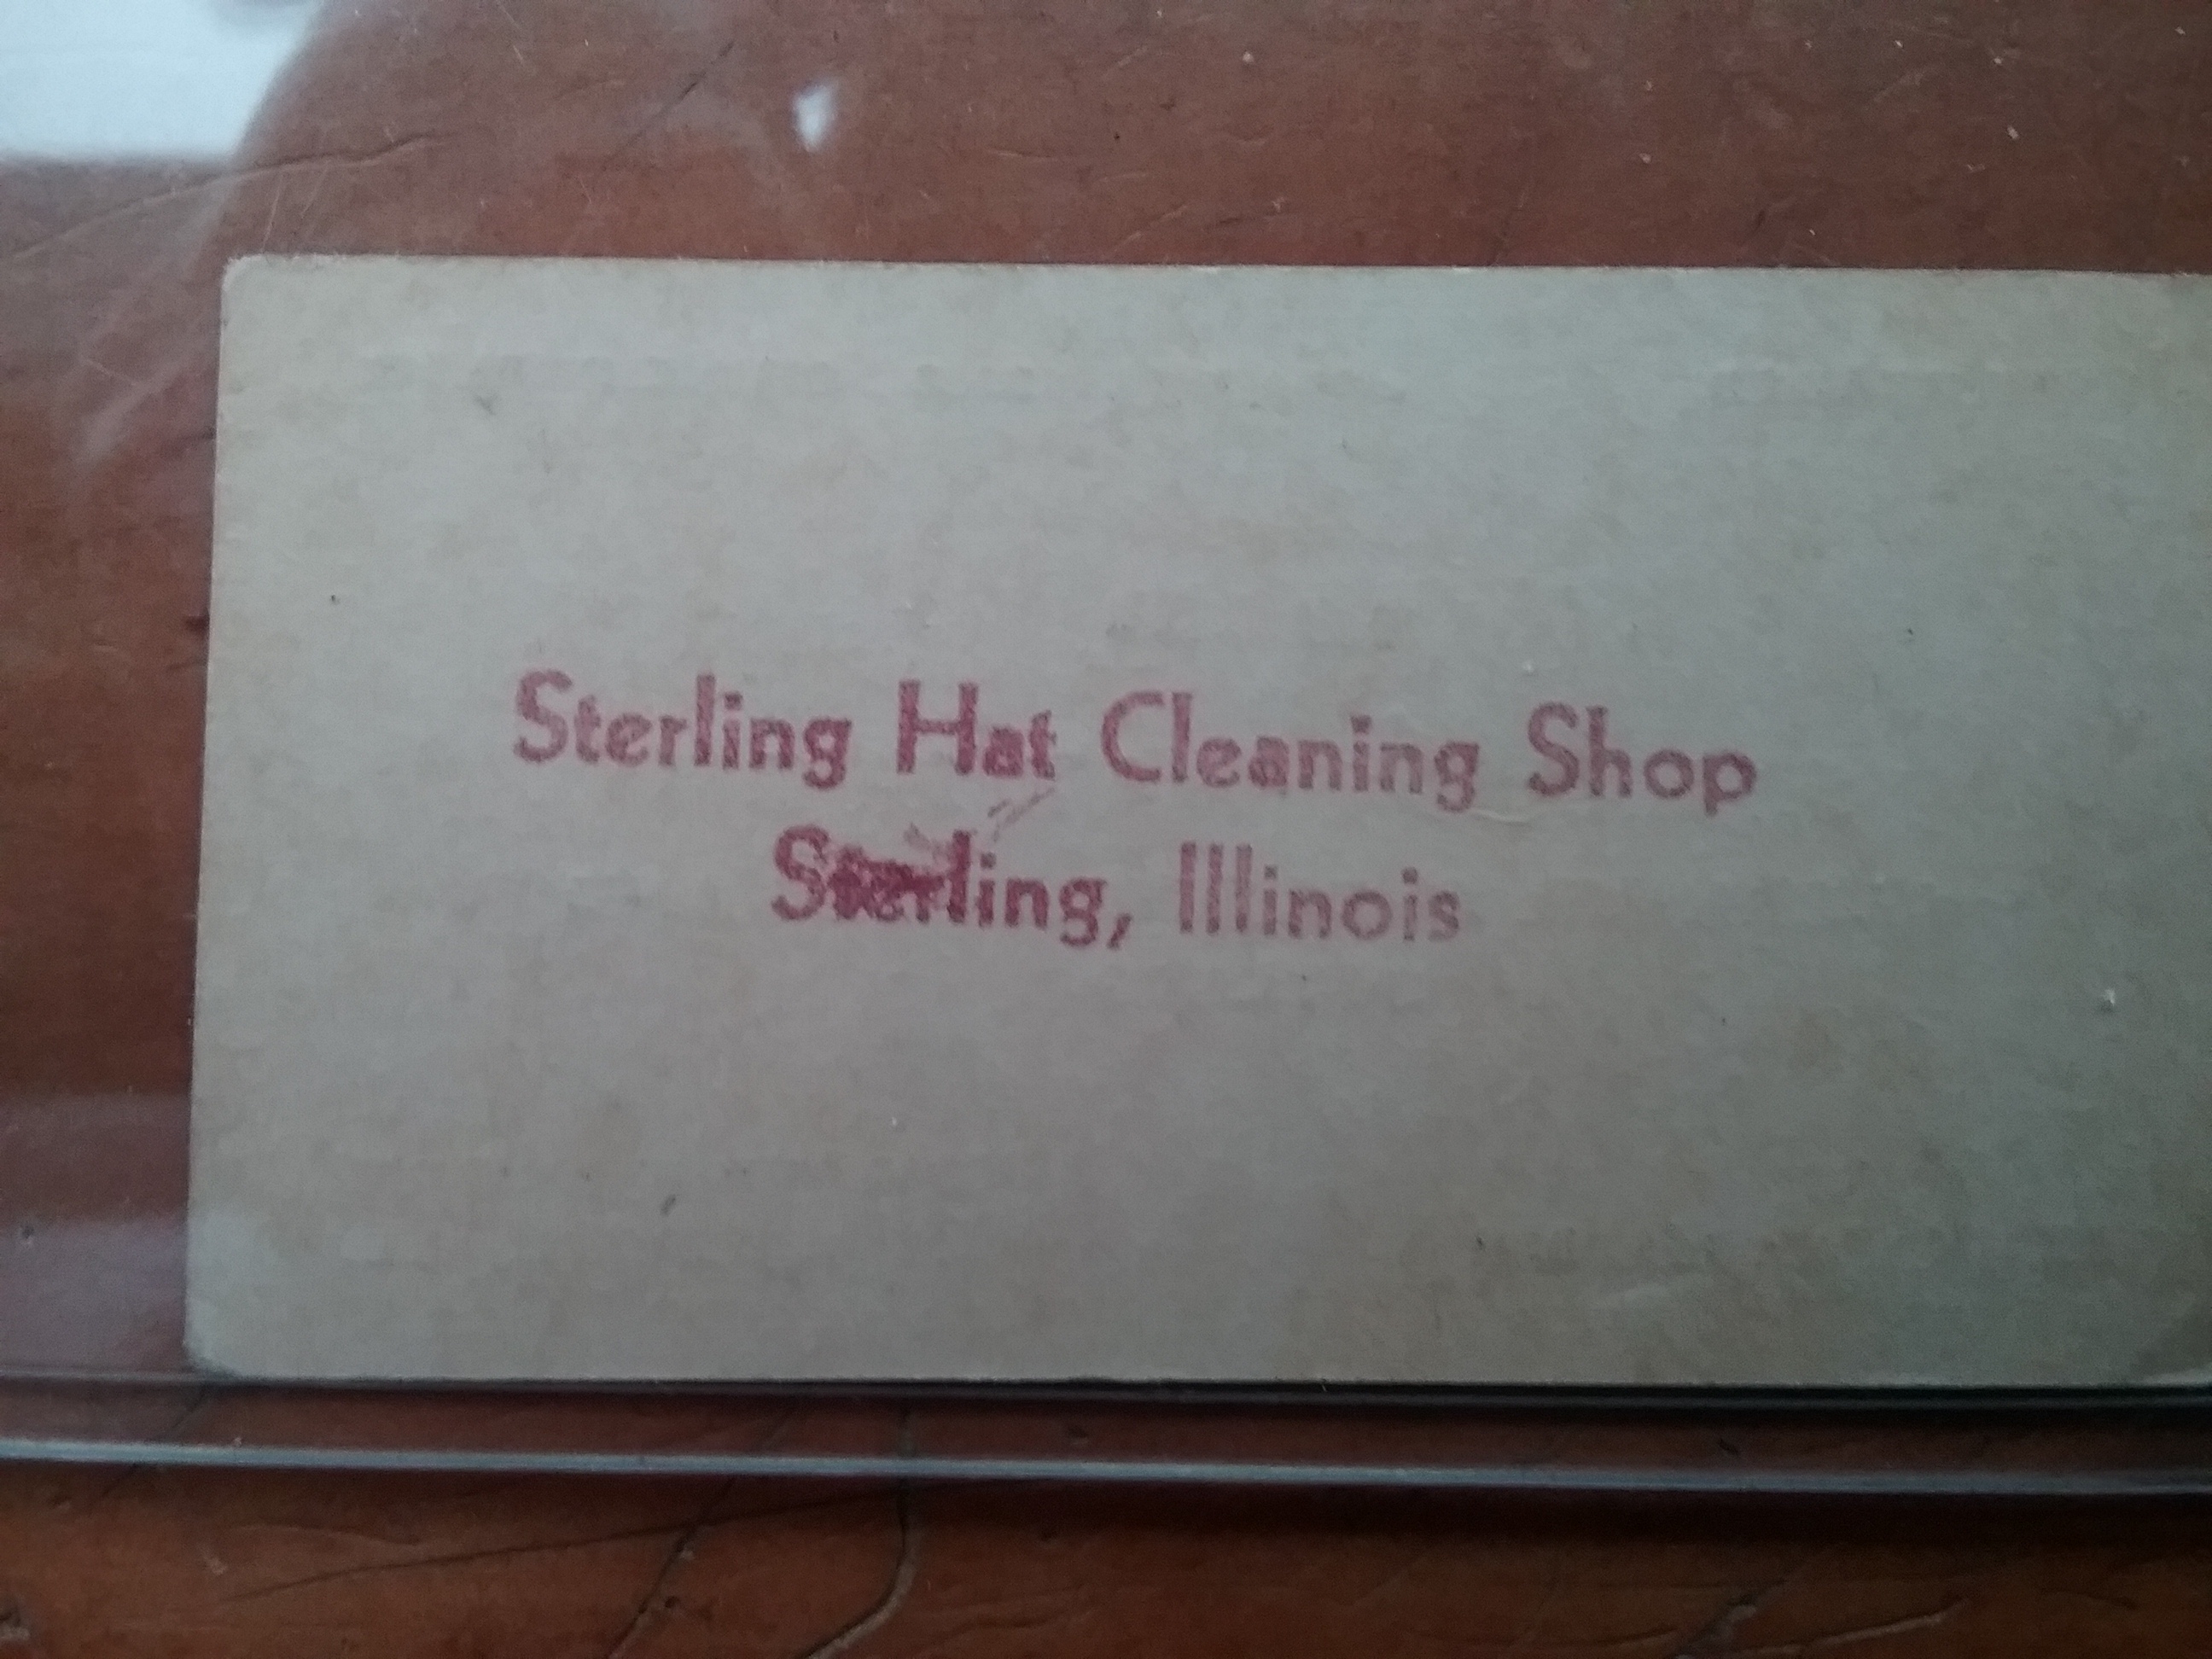 Sterling Hat Cleaning Shop
Sterling, Illinois